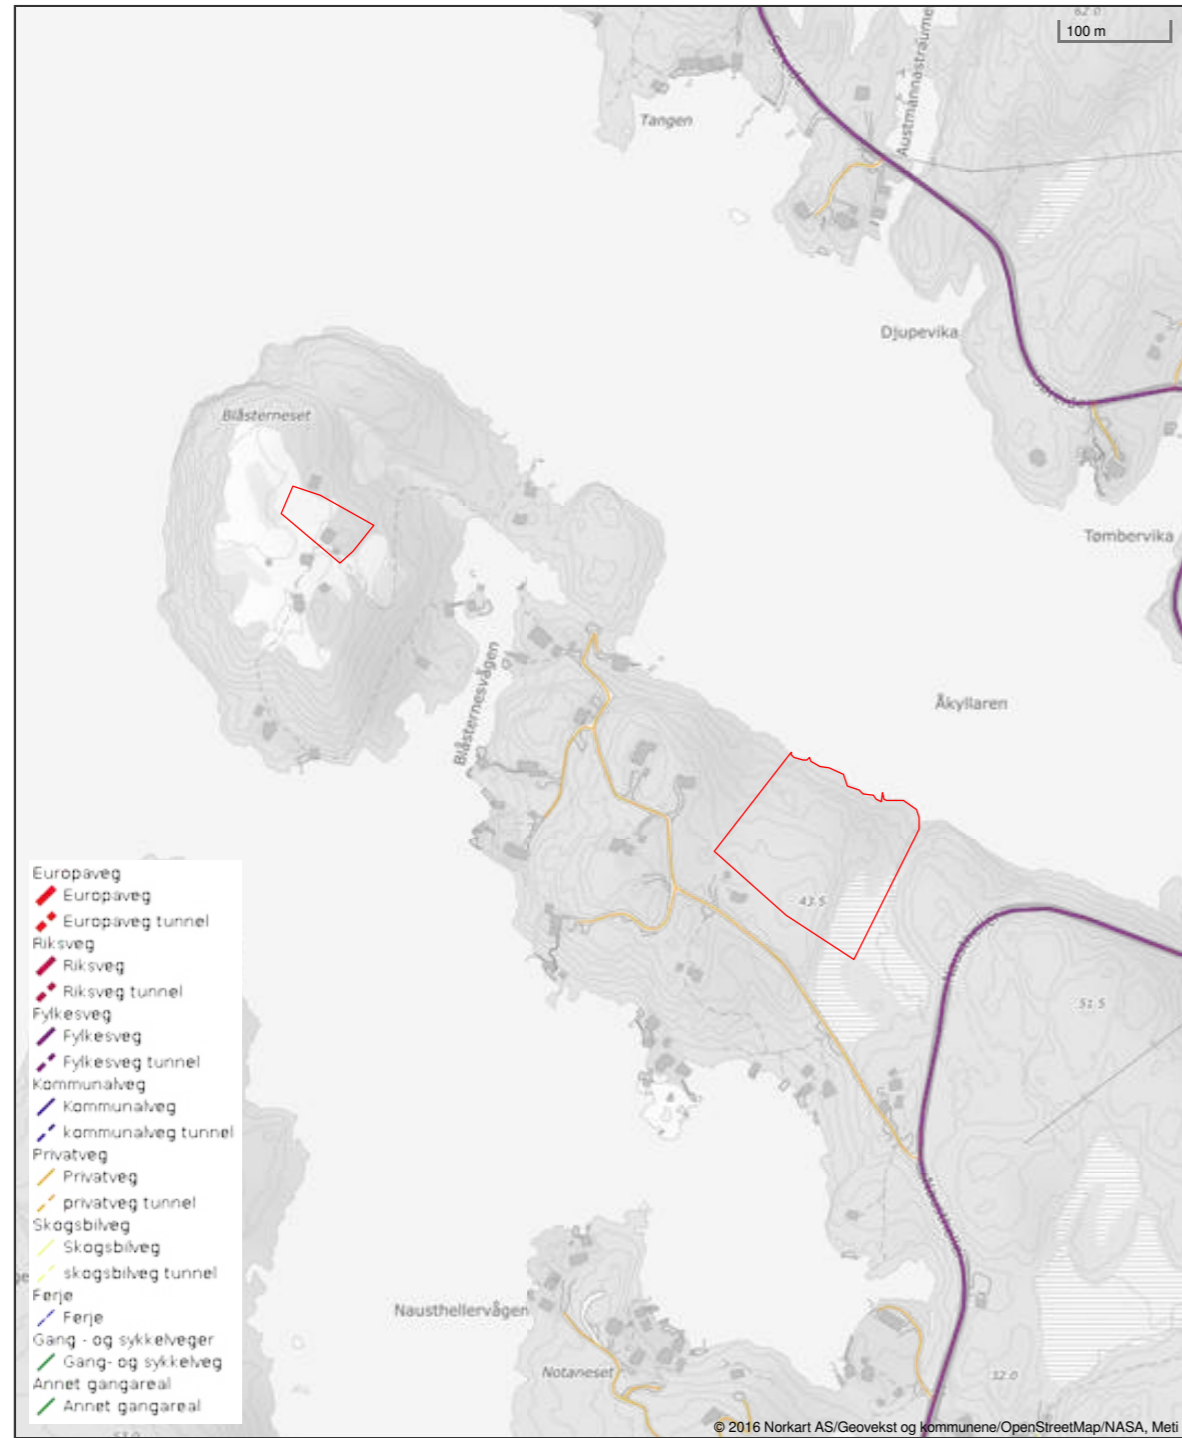 62.0
100 m
Austmannastraume
Tangen
Djupevika
Blåsterneset
Tømbervika
Åkyllaren
Blåsternesvågen
43.5
51.5
Europaveg
Europaveg
Europaveg tunnel
Riksveg
Riksveg
Riksveg tunnel
Fylkesveg
Fylkesveg
Fylkesveg tunnel
Kommunalveg
Kommunalveg
kommunalveg tunnel
Privatveg
Privatveg
privatveg tunnel
Skogsbilveg
Skogsbilveg
skogsbilveg tunnel
Ferje
Ferje
Gang - og sykkelveger
Gang- og sykkelveg
Annet gangareal
Annet gangareal
Nausthellervågen
Notaneset
32.0
© 2016 Norkart AS/Geovekst og kommunene/OpenStreetMap/NASA, Meti